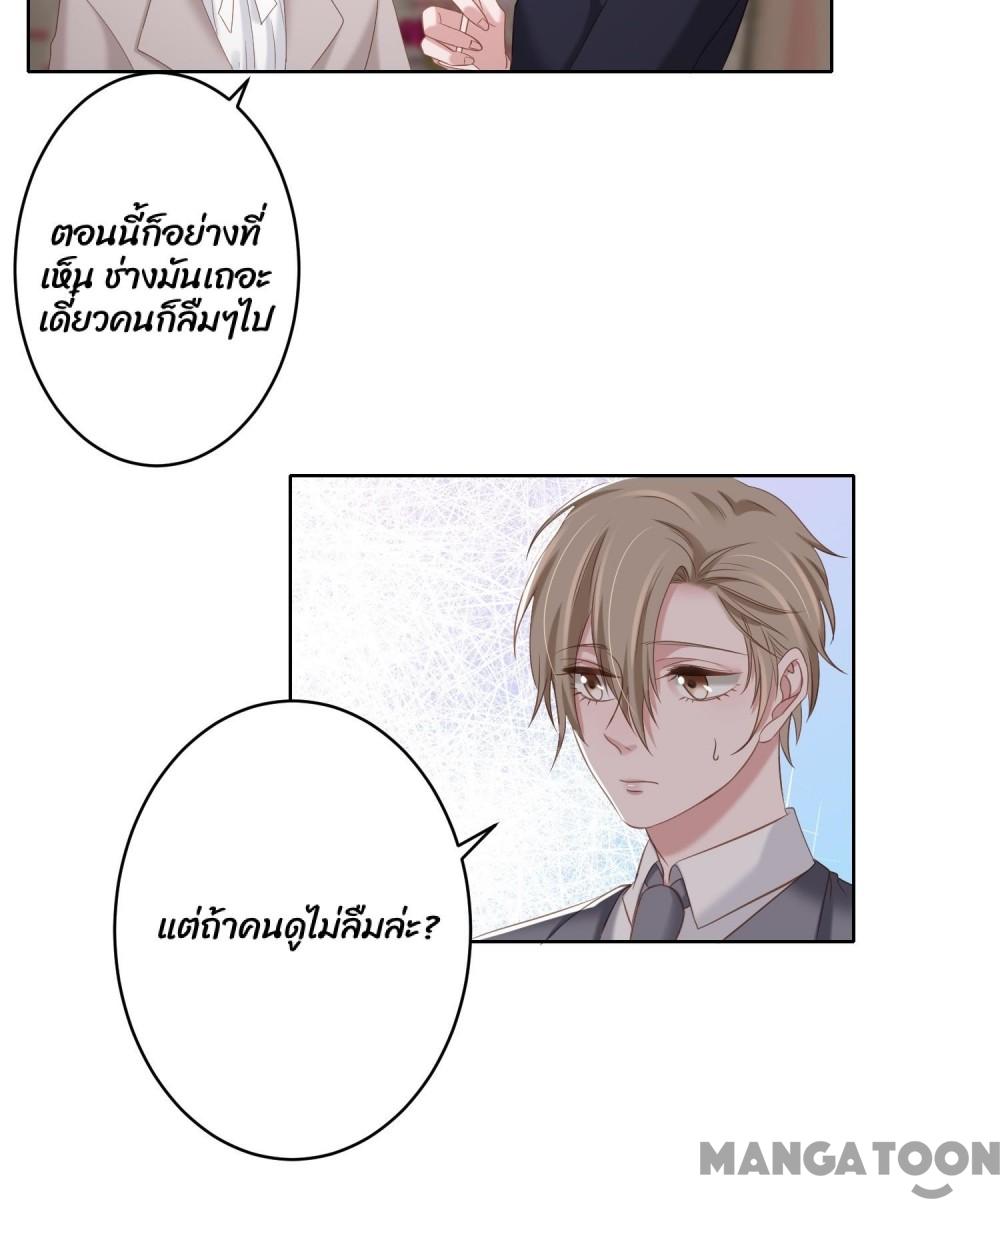 ตอนนี้ก็อย่างที่
เห็น ช่างมันเถอะ
เดี๋ยวคนก็ลืมๆไป
แต่ถ้าคนดูไม่ลืมล่ะ?
MANGATOON